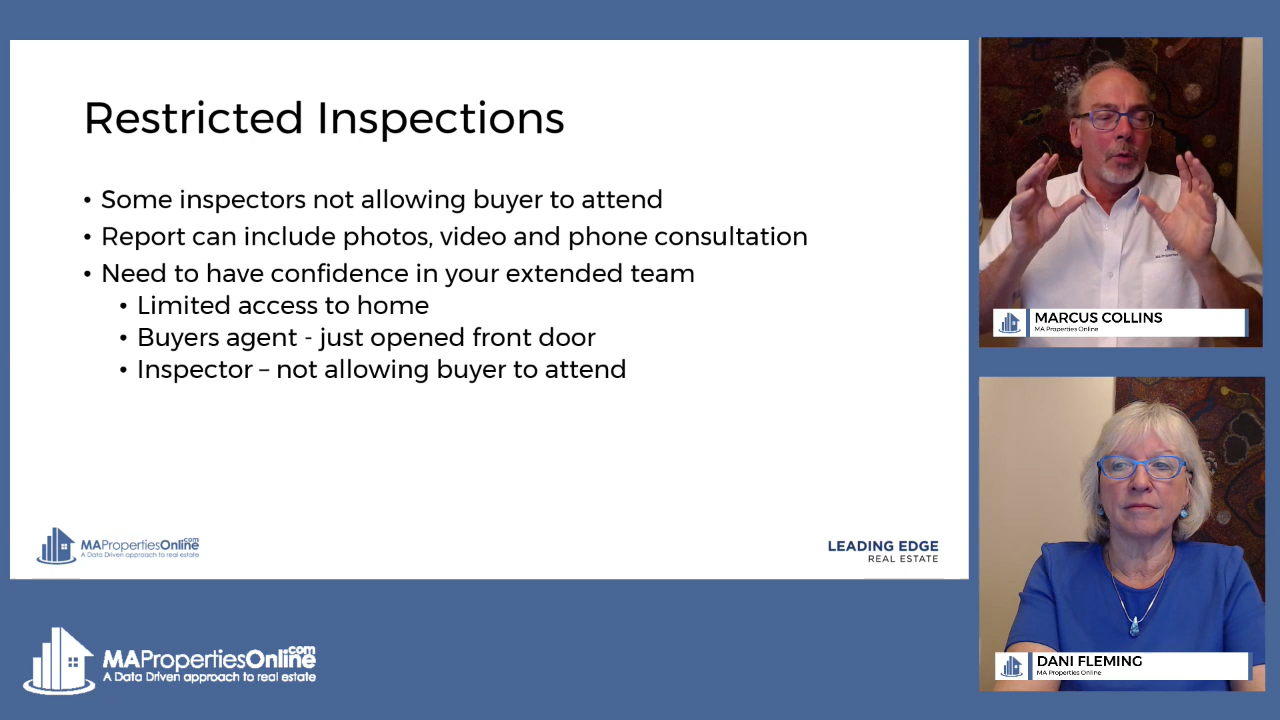 Restricted Inspections
• Some inspectors not allowing buyer to attend
• Report can include photos, video and phone consultation
• Need to have confidence in your extended team
• Limited access to home
• Buyers agent - just opened front door
• Inspector – not allowing buyer to attend
MAPropertiesOnline.com
A Data Driven approach to real estate
LEADING EDGE
REAL ESTATE
MARCUS COLLINS
MA Properties Online
DANI FLEMING
MA Properties Online
MAPropertiesOnline.com
A Data Driven approach to real estate